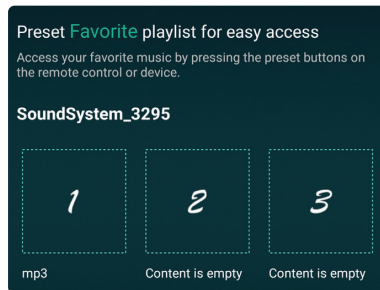 Preset Favorite playlist for easy access
Access your favorite music by pressing the preset buttons on
the remote control or device.
SoundSystem_3295
1 2 3
mp3 Content is empty Content is empty